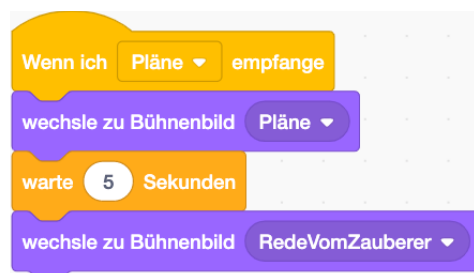 Wenn ich Pläne empfange
wechsle zu Bühnenbild Pläne
warte 5 Sekunden
wechsle zu Bühnenbild RedeVomZauberer